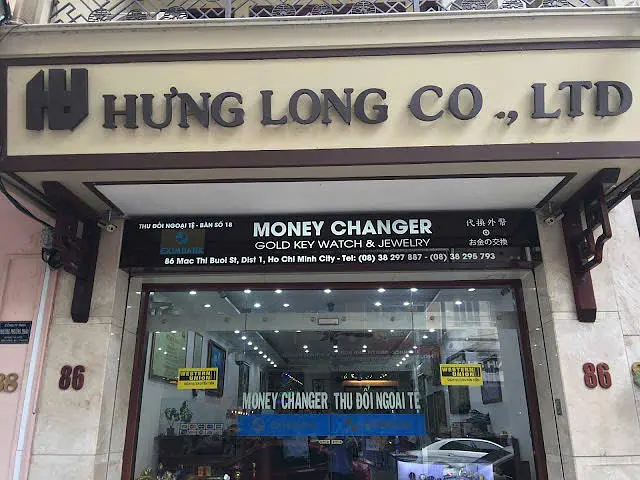 HƯNG LONG CO., LTD
THU ĐỔI NGOẠI TỆ - BÀN SỐ 18
EXIMBANK
MONEY CHANGER
GOLD KEY WATCH & JEWELRY
86 Mac Thi Buoi St, Dist 1, Ho Chi Minh City - Tel: (08) 38 297 887 - (08) 38 295 793
代換外幣
お金の交換
86
86
WESTERN UNION
WESTERN UNION
MONEY CHANGER THU ĐỔI NGOẠI TỆ